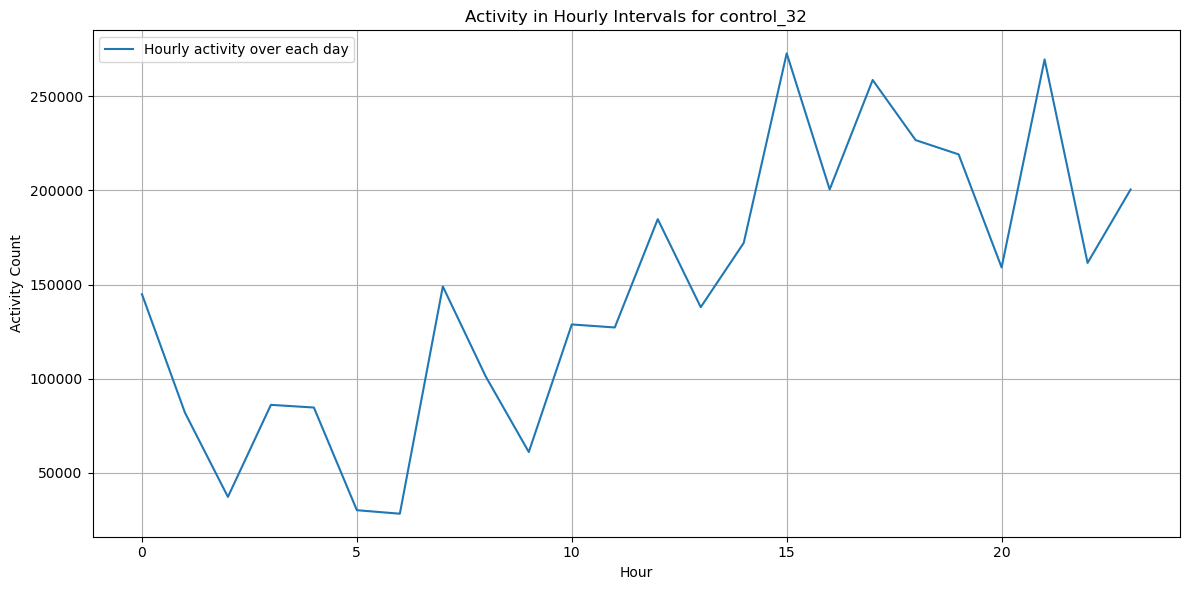 Activity in Hourly Intervals for control_32
Hourly activity over each day
250000
200000
150000
100000
50000
Activity Count
0 5 10 15 20
Hour